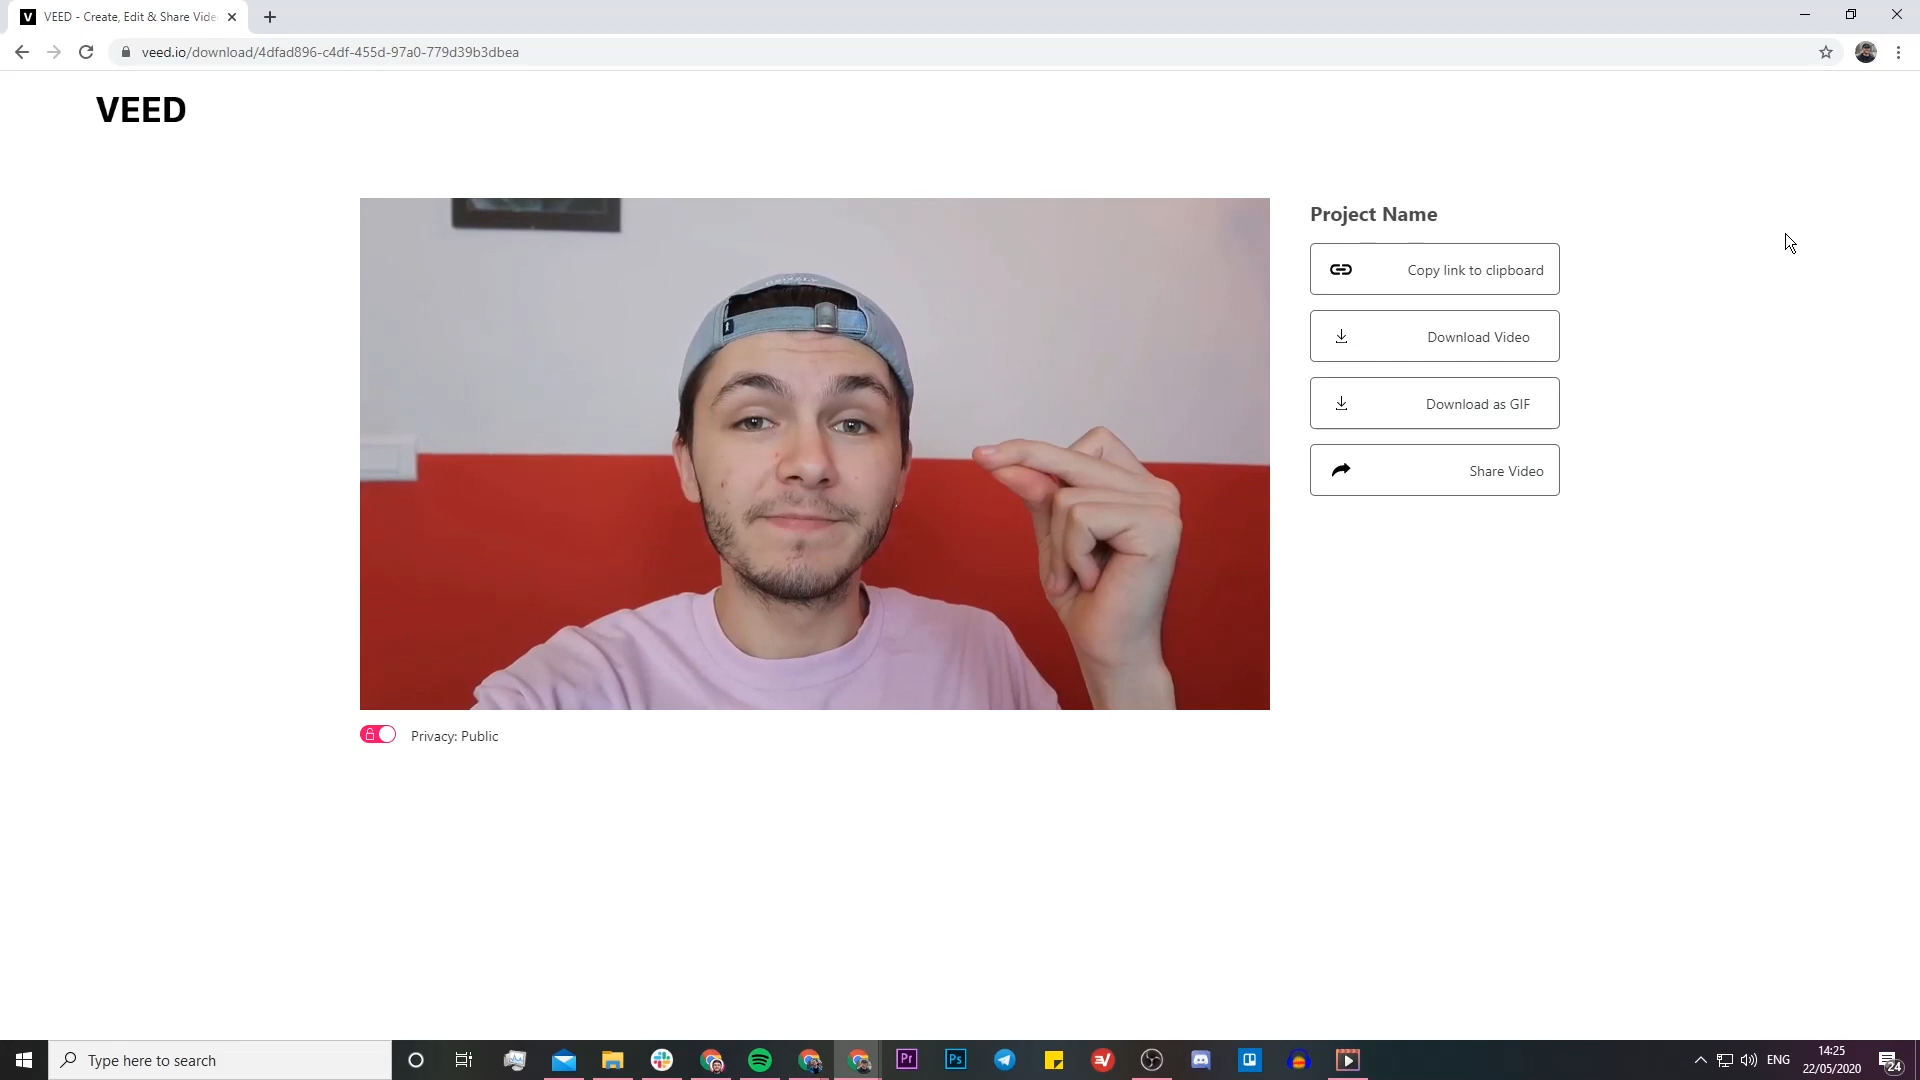 VEED - Create, Edit & Share Vide
veed.io/download/4dfad896-c4df-455d-97a0-779d39b3dbea
VEED
Project Name
Copy link to clipboard
Download Video
Download as GIF
Share Video
Privacy: Public
Type here to search
Pr
Ps
ENG
14:25
22/05/2020
24